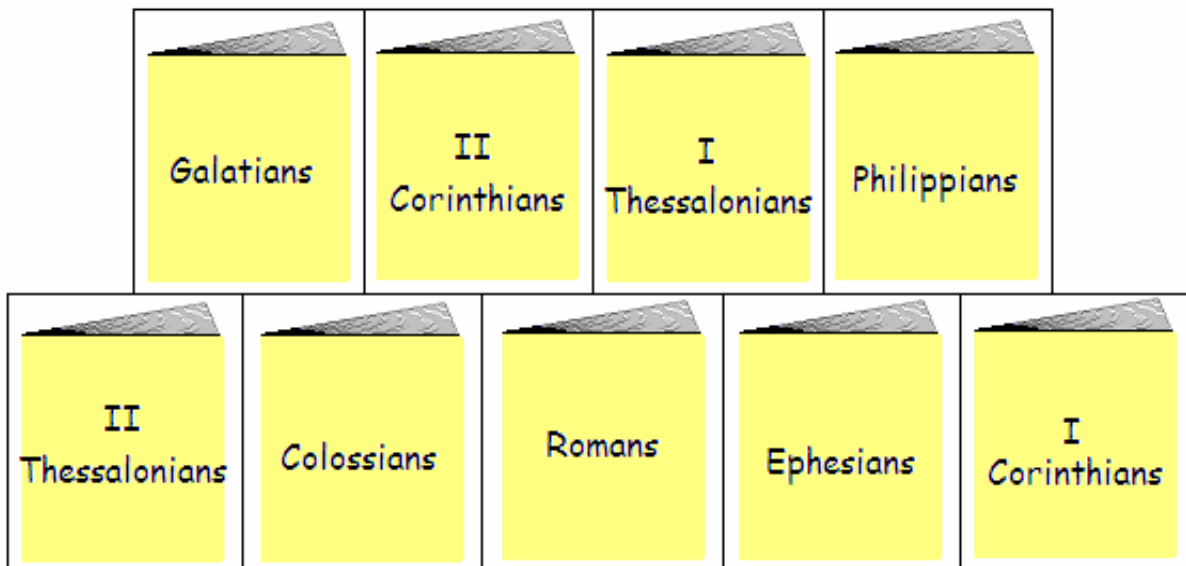 Galatians
II
Corinthians
I
Thessalonians
Philippians
II
Thessalonians
Colossians
Romans
Ephesians
I
Corinthians